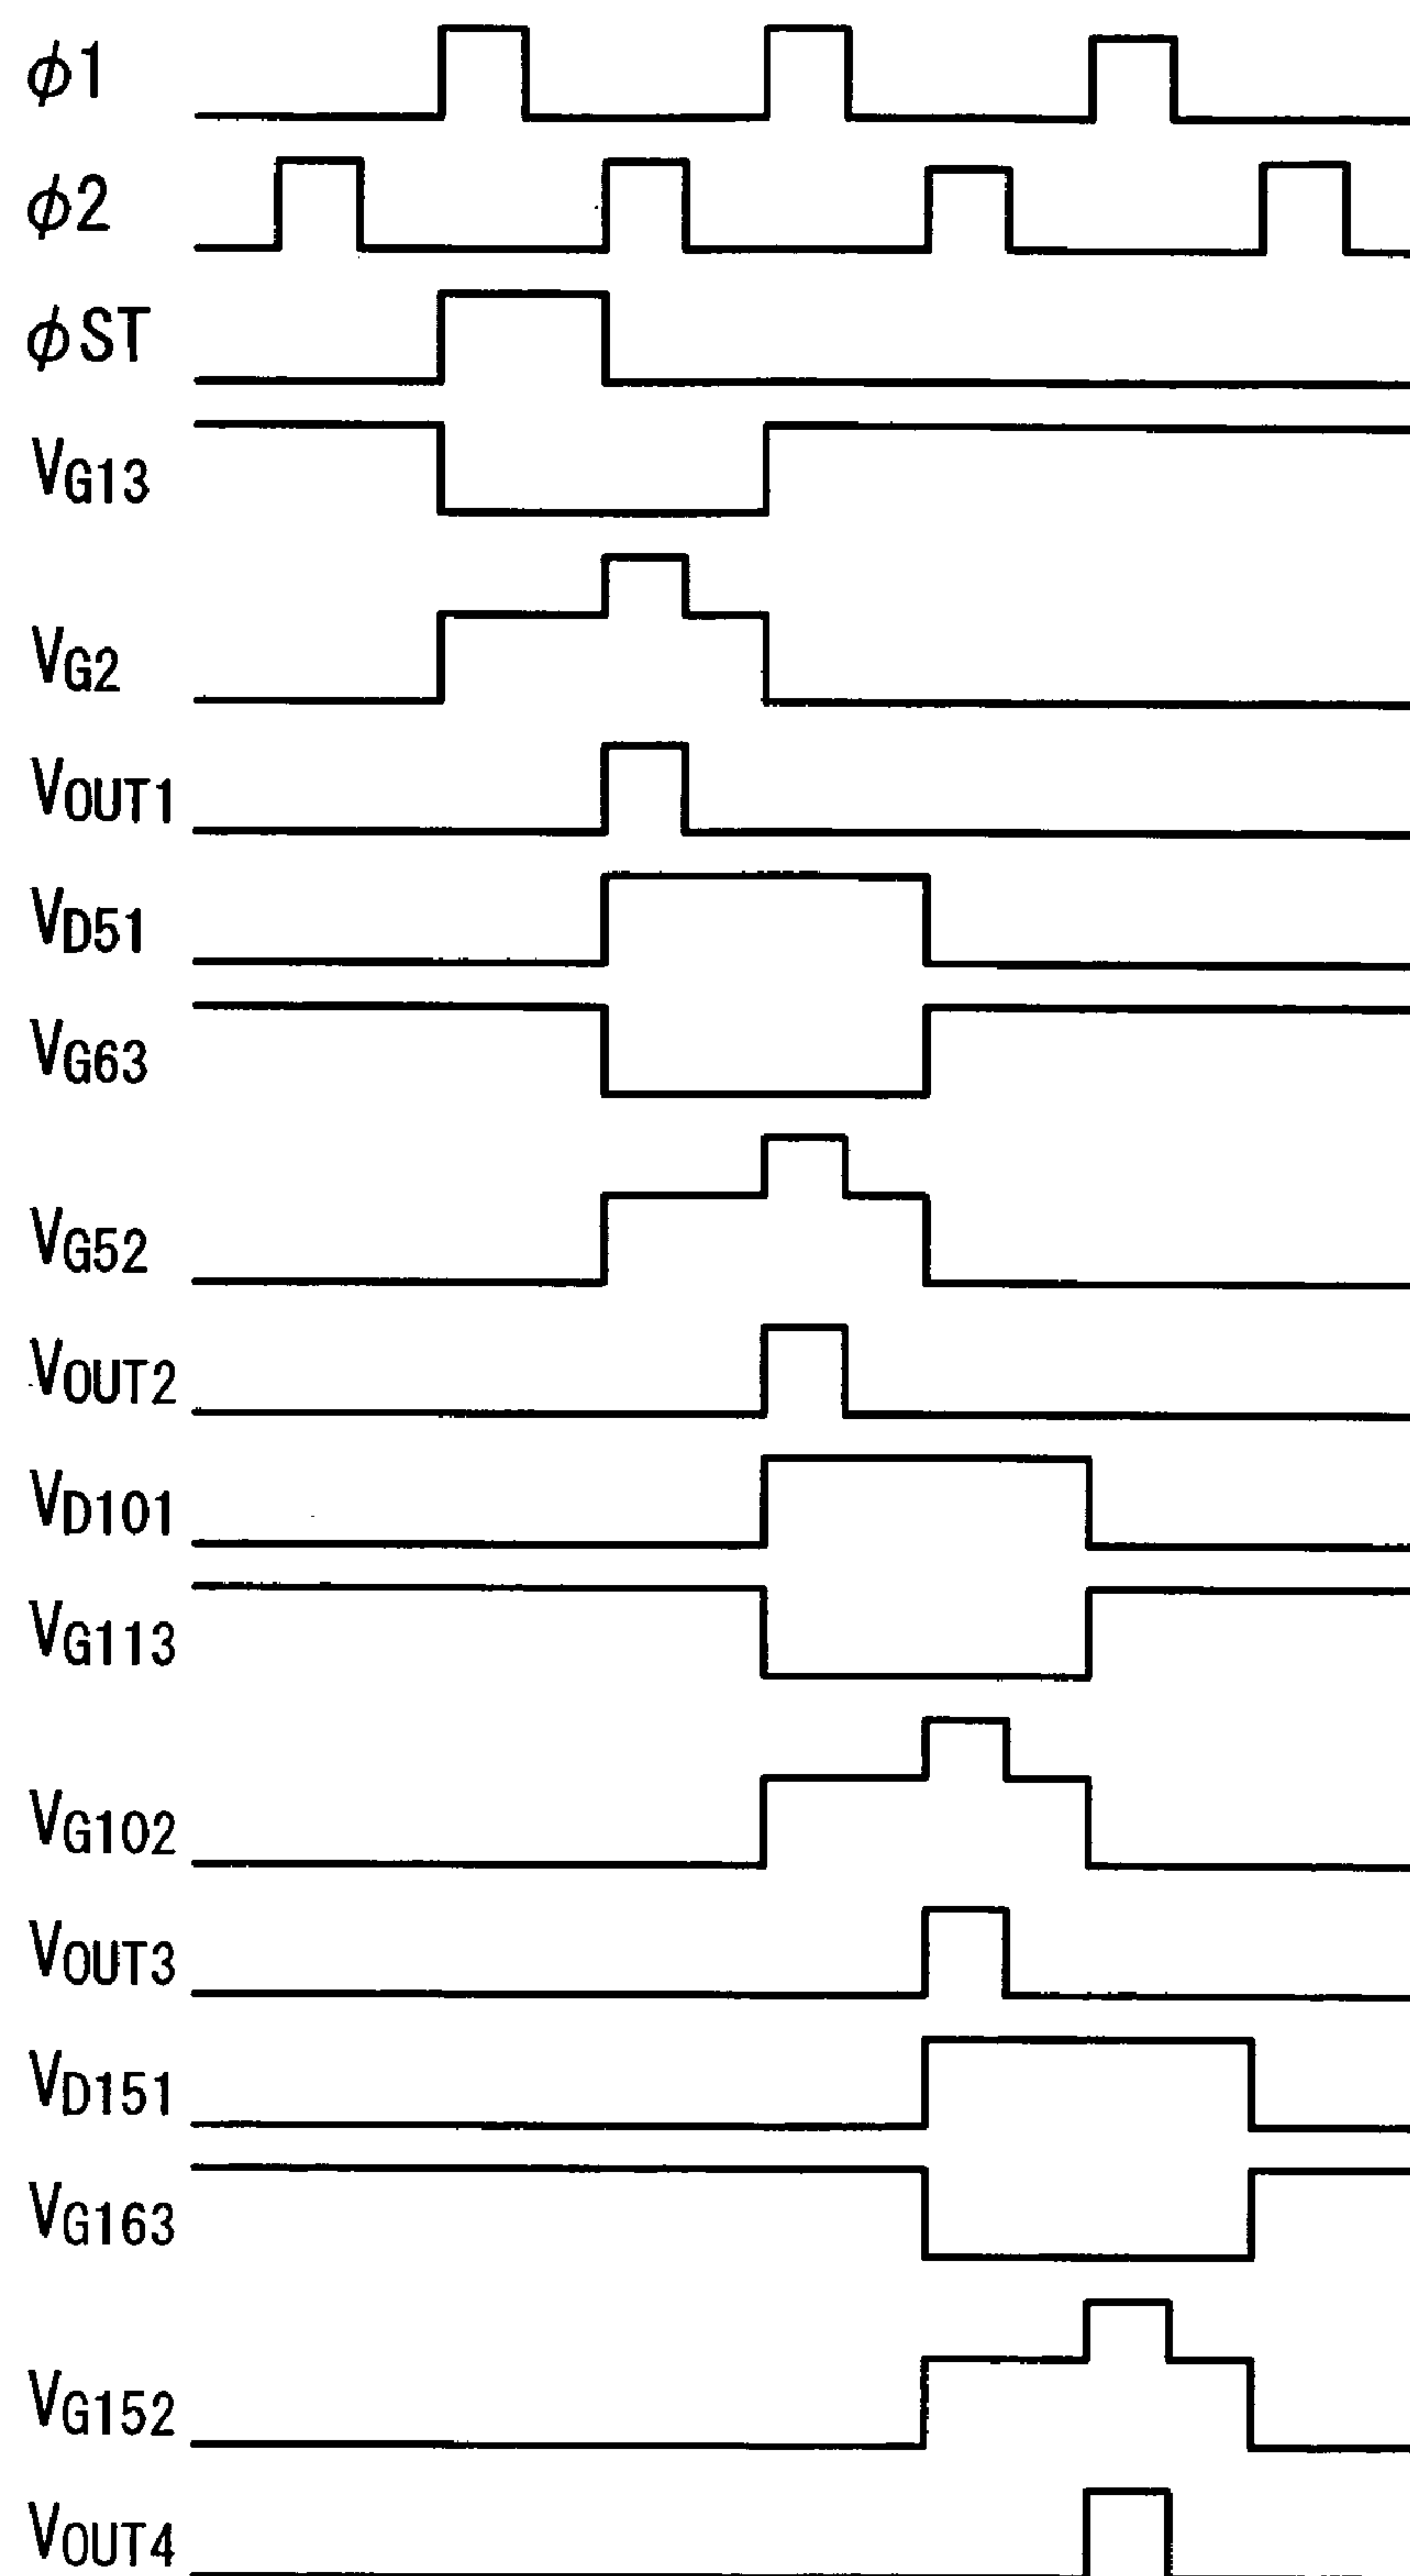 ϕ1
ϕ2
ϕST
VG13
VG2
VOUT1
VD51
VG63
VG52
VOUT2
VD101
VG113
VG102
VOUT3
VD151
VG163
VG152
VOUT4